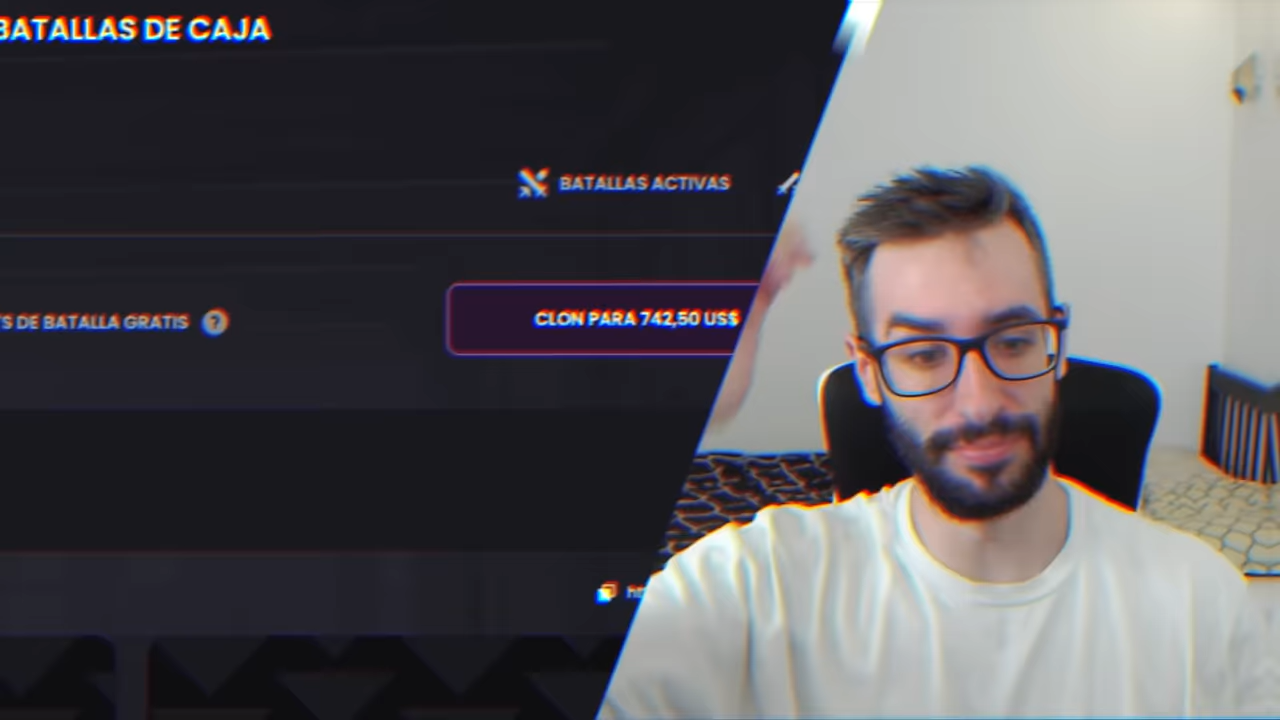 BATALLAS DE CAJA
BATALLAS ACTIVAS
DE BATALLA GRATIS ?
CLON PARA 742,50 US$